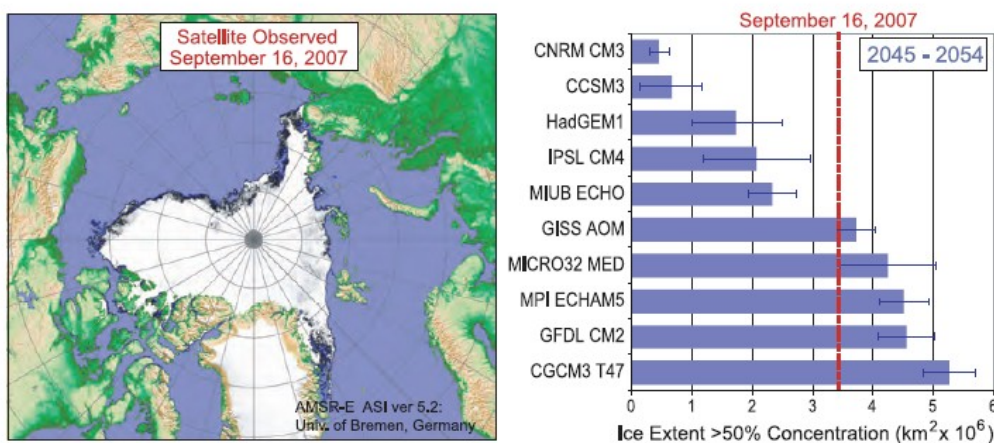 Satellite Observed
September 16, 2007
AMSR-E ASI ver 5.2:
Univ. of Bremen, Germany
September 16, 2007
2045 - 2054
CNRM CM3
CCSM3
HadGEM1
IPSL CM4
MIUB ECHO
GISS AOM
MICRO32 MED
MPI ECHAM5
GFDL CM2
CGCM3 T47
0 1 2 3 4 5 6
Ice Extent >50% Concentration (km² x 10⁶)